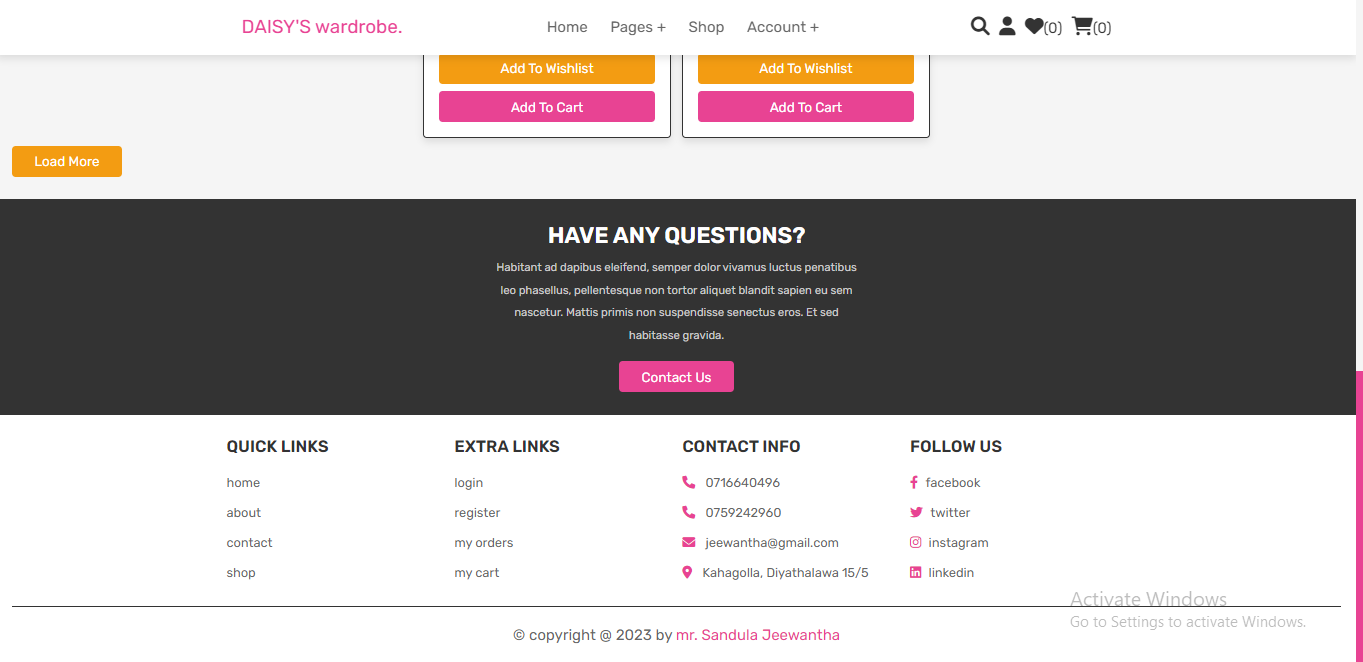 DAISY'S wardrobe.
Home Pages + Shop Account +
(0) (0)
Add To Wishlist Add To Wishlist
Add To Cart Add To Cart
Load More
HAVE ANY QUESTIONS?
Habitant ad dapibus eleifend, semper dolor vivamus luctus penatibus
leo phasellus, pellentesque non tortor aliquet blandit sapien eu sem
nascetur. Mattis primis non suspendisse senectus eros. Et sed
habitasse gravida.
Contact Us
QUICK LINKS
home
about
contact
shop
EXTRA LINKS
login
register
my orders
my cart
CONTACT INFO
0716640496
0759242960
jeewantha@gmail.com
Kahagolla, Diyathalawa 15/5
FOLLOW US
facebook
twitter
instagram
linkedin
Activate Windows
Go to Settings to activate Windows.
© copyright @ 2023 by mr. Sandula Jeewantha